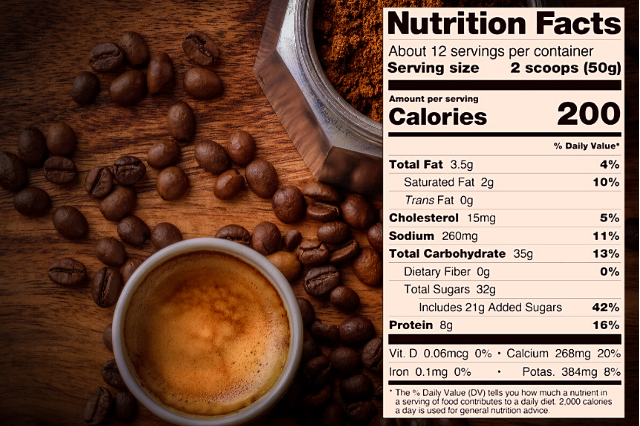 Nutrition Facts
About 12 servings per container
Serving size 2 scoops (50g)
Amount per serving
Calories 200
% Daily Value*
Total Fat 3.5g 4%
Saturated Fat 2g 10%
Trans Fat 0g
Cholesterol 15mg 5%
Sodium 260mg 11%
Total Carbohydrate 35g 13%
Dietary Fiber 0g 0%
Total Sugars 32g
Includes 21g Added Sugars 42%
Protein 8g 16%
Vit. D 0.06mcg 0% • Calcium 268mg 20%
Iron 0.1mg 0% • Potas. 384mg 8%
* The % Daily Value (DV) tells you how much a nutrient in
a serving of food contributes to a daily diet. 2,000 calories
a day is used for general nutrition advice.